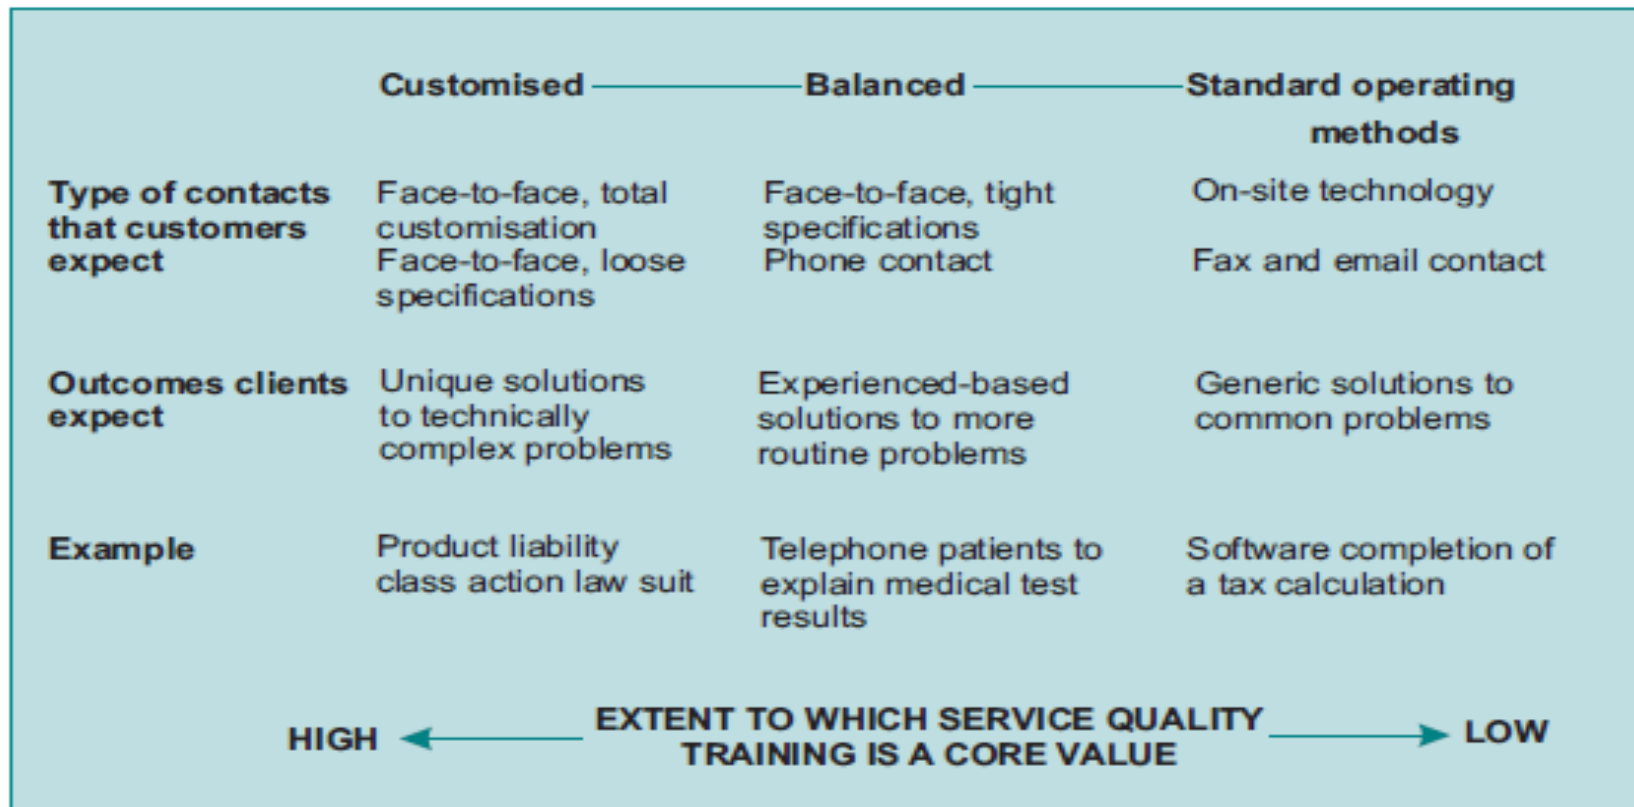 Customised Balanced Standard operating
methods
Type of contacts
that customers
expect
Face-to-face, total
customisation
Face-to-face, loose
specifications
Face-to-face, tight
specifications
Phone contact
On-site technology
Fax and email contact
Outcomes clients
expect
Unique solutions
to technically
complex problems
Experienced-based
solutions to more
routine problems
Generic solutions to
common problems
Example
Product liability
class action law suit
Telephone patients to
explain medical test
results
Software completion of
a tax calculation
HIGH
EXTENT TO WHICH SERVICE QUALITY
TRAINING IS A CORE VALUE
LOW